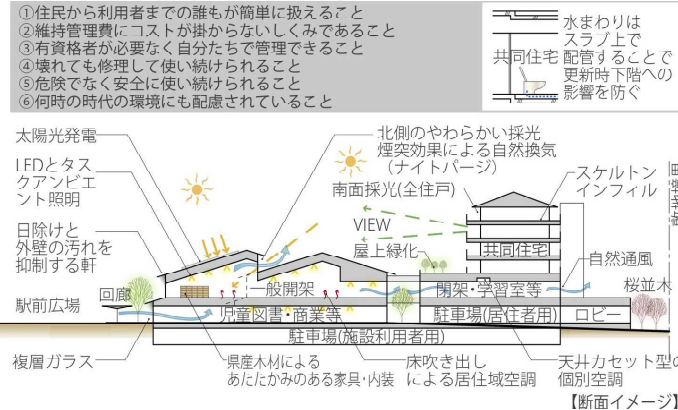 ①住民から利用者までの誰もが簡単に扱えること
②維持管理費にコストが掛からないしくみであること
③有資格者が必要なく自分たちで管理できること
④壊れても修理して使い続けられること
⑤危険でなく安全に使い続けられること
⑥何時の時代の環境にも配慮されていること
共同住宅
水まわりは
スラブ上で
配管することで
更新時下階への
影響を防ぐ
太陽光発電
LEDとタス
クアンビエ
ント照明
日除けと
外壁の汚れを
抑制する軒
回廊
駅前広場
複層ガラス
北側のやわらかい採光
煙突効果による自然換気
(ナイトパージ)
南面採光(全住戸)
VIEW
屋上緑化
スケルトン
インフィル
共同住宅
自然通風
桜並木
一般開架
閉架・学習室等
児童図書・商業等
駐車場(居住者用)
ロビー
駐車場(施設利用者用)
県産木材による
あたたかみのある家具・内装
床吹き出し
による居住域空調
天井カセット型の
個別空調
【断面イメージ】